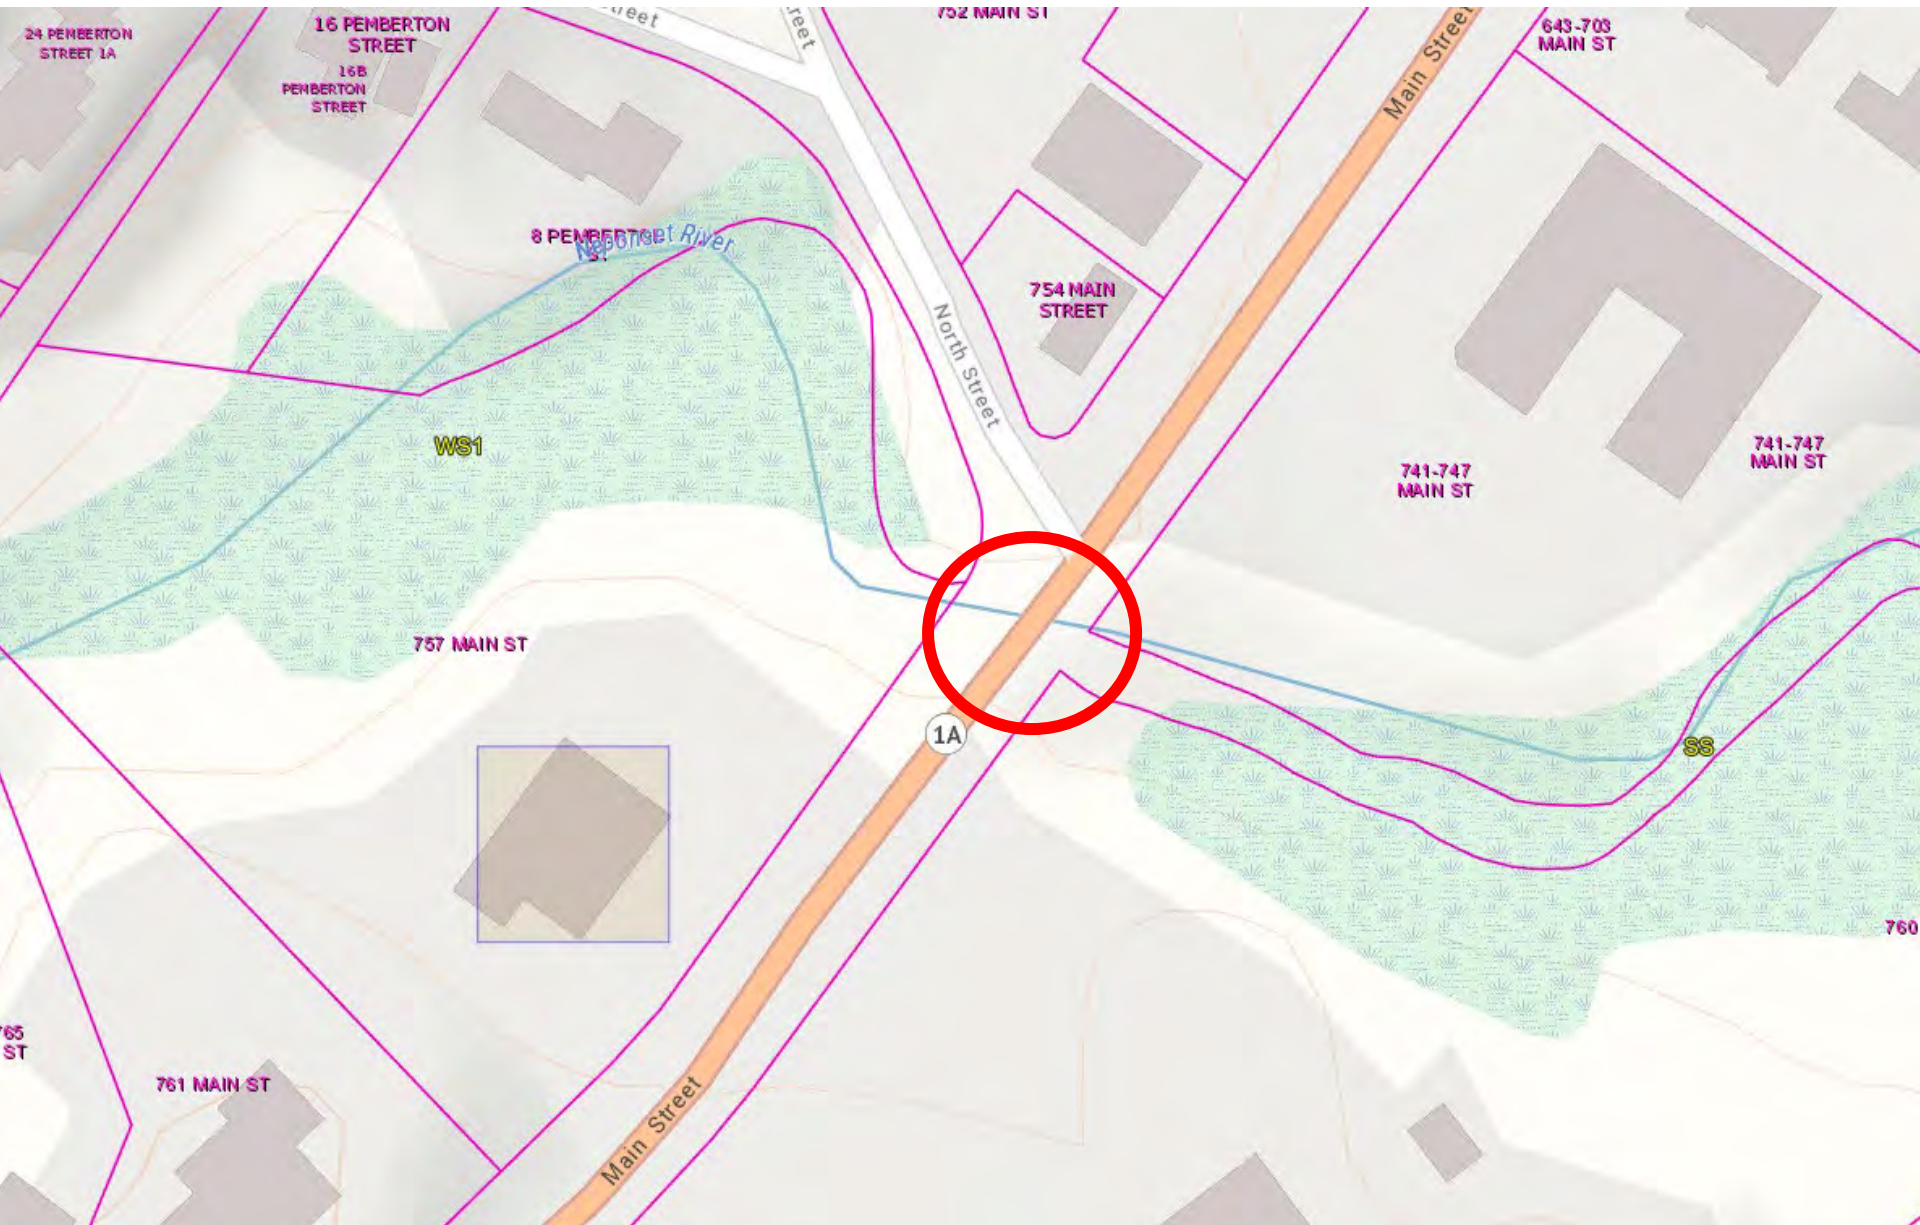 24 PEMBERTON
STREET 1A
16 PEMBERTON
STREET
16B
PEMBERTON
STREET
752 MAIN ST
643-703
MAIN ST
Main Street
8 PEMBERTON
ST
Neponset River
754 MAIN
STREET
North Street
WS1
741-747
MAIN ST
741-747
MAIN ST
757 MAIN ST
1A
SS
760
765
ST
761 MAIN ST
Main Street